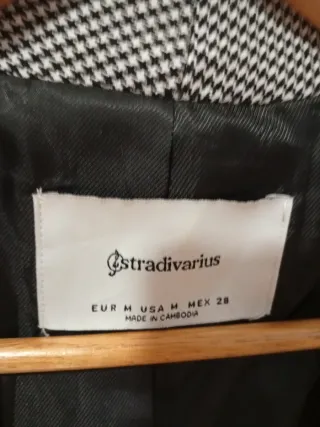 stradivarius
EUR M USA M MEX 28
MADE IN CAMBODIA